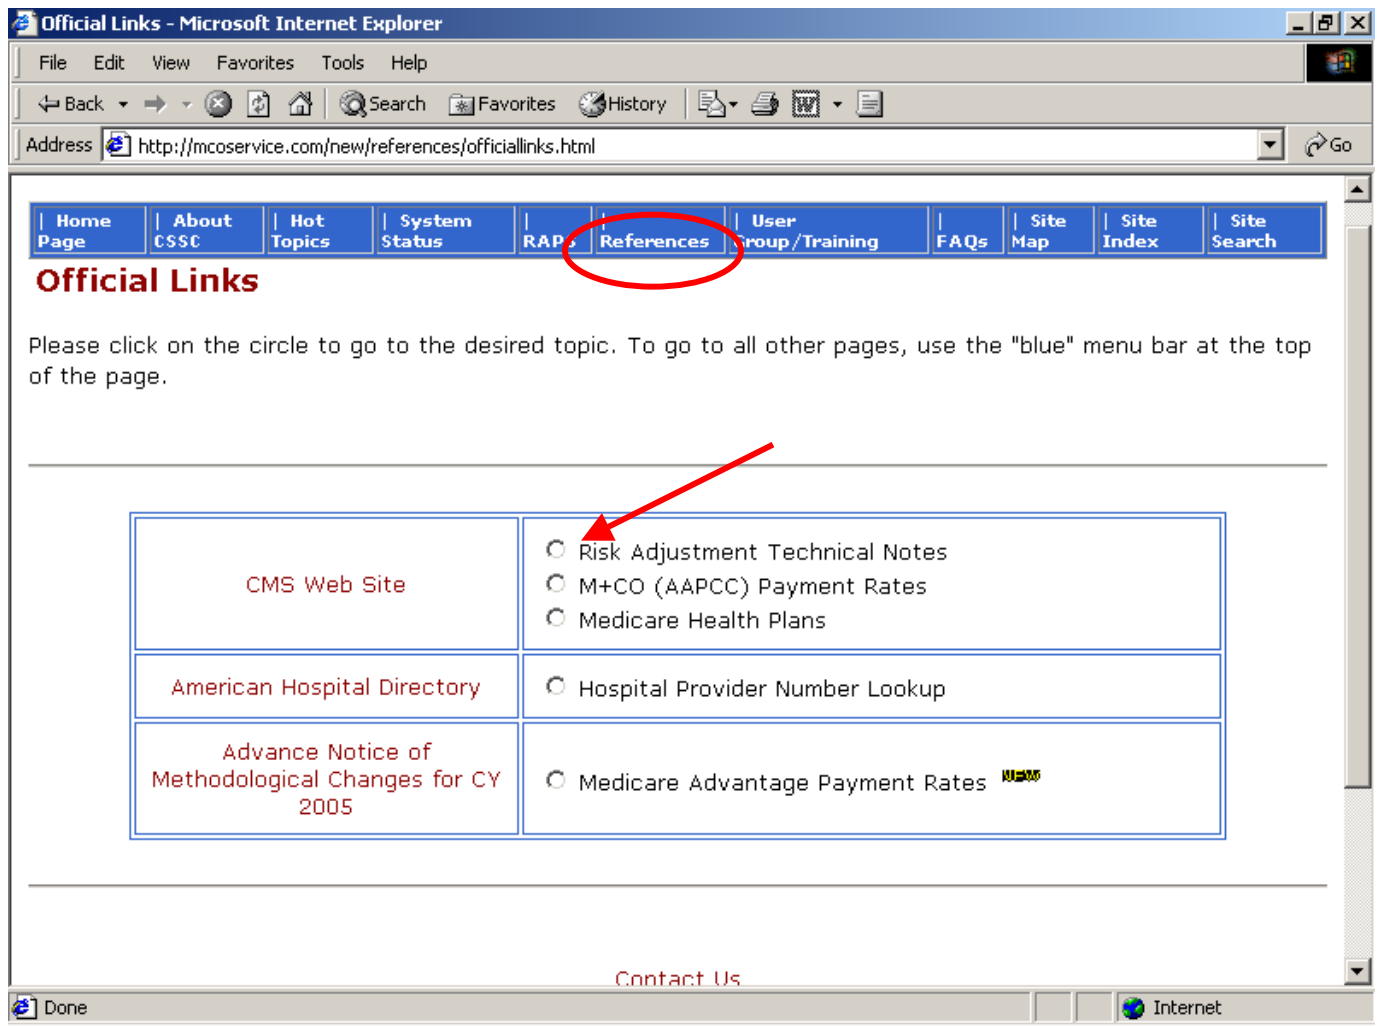 Official Links - Microsoft Internet Explorer
File Edit View Favorites Tools Help
Back Search Favorites History
Address http://mcoservice.com/new/references/officiallinks.html Go
| Home | About | Hot | System | | | User | | Site | Site | Site
Page CSSC Topics Status RAPS References Group/Training FAQs Map Index Search
Official Links
Please click on the circle to go to the desired topic. To go to all other pages, use the "blue" menu bar at the top
of the page.
CMS Web Site
Risk Adjustment Technical Notes
M+CO (AAPCC) Payment Rates
Medicare Health Plans
American Hospital Directory
Hospital Provider Number Lookup
Advance Notice of
Methodological Changes for CY
2005
Medicare Advantage Payment Rates NEW
Contact Us
Done Internet